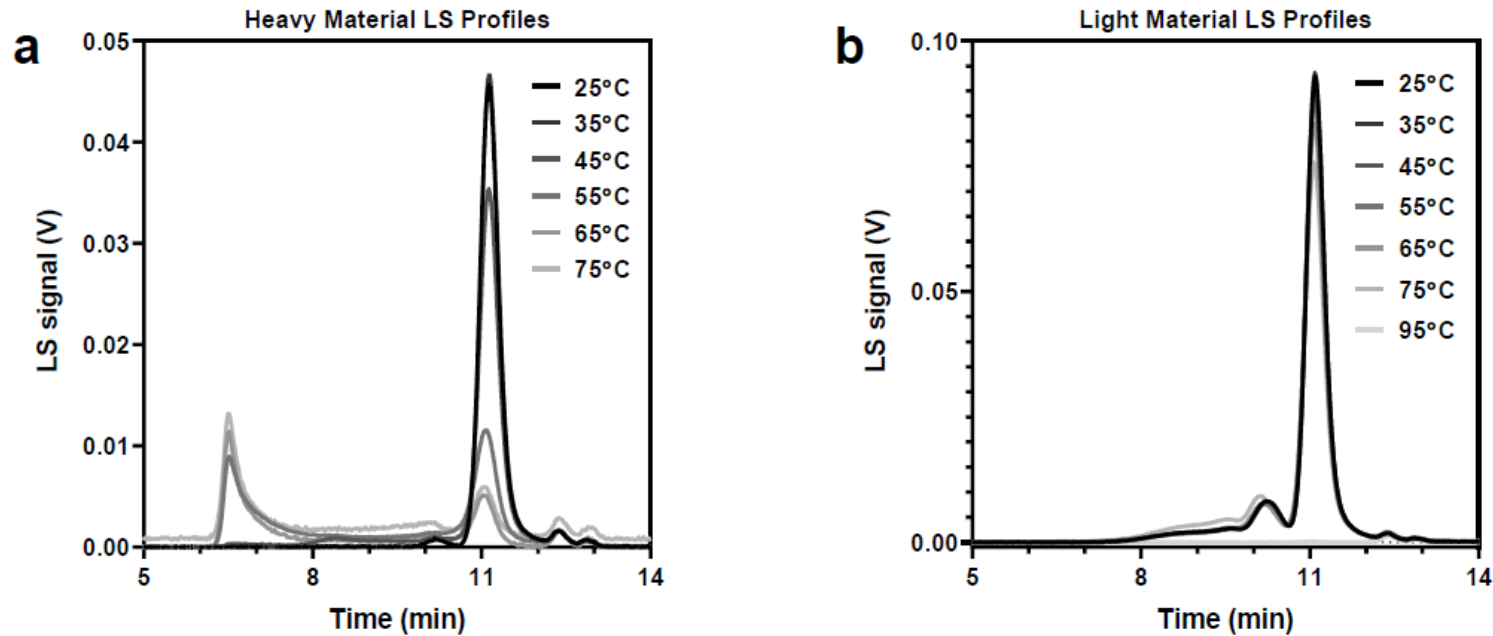 a
Heavy Material LS Profiles
LS signal (V)
0.05
0.04
0.03
0.02
0.01
0.00
25°C
35°C
45°C
55°C
65°C
75°C
5
8
11
14
Time (min)
b
Light Material LS Profiles
LS signal (V)
0.10
0.05
0.00
25°C
35°C
45°C
55°C
65°C
75°C
95°C
5
8
11
14
Time (min)